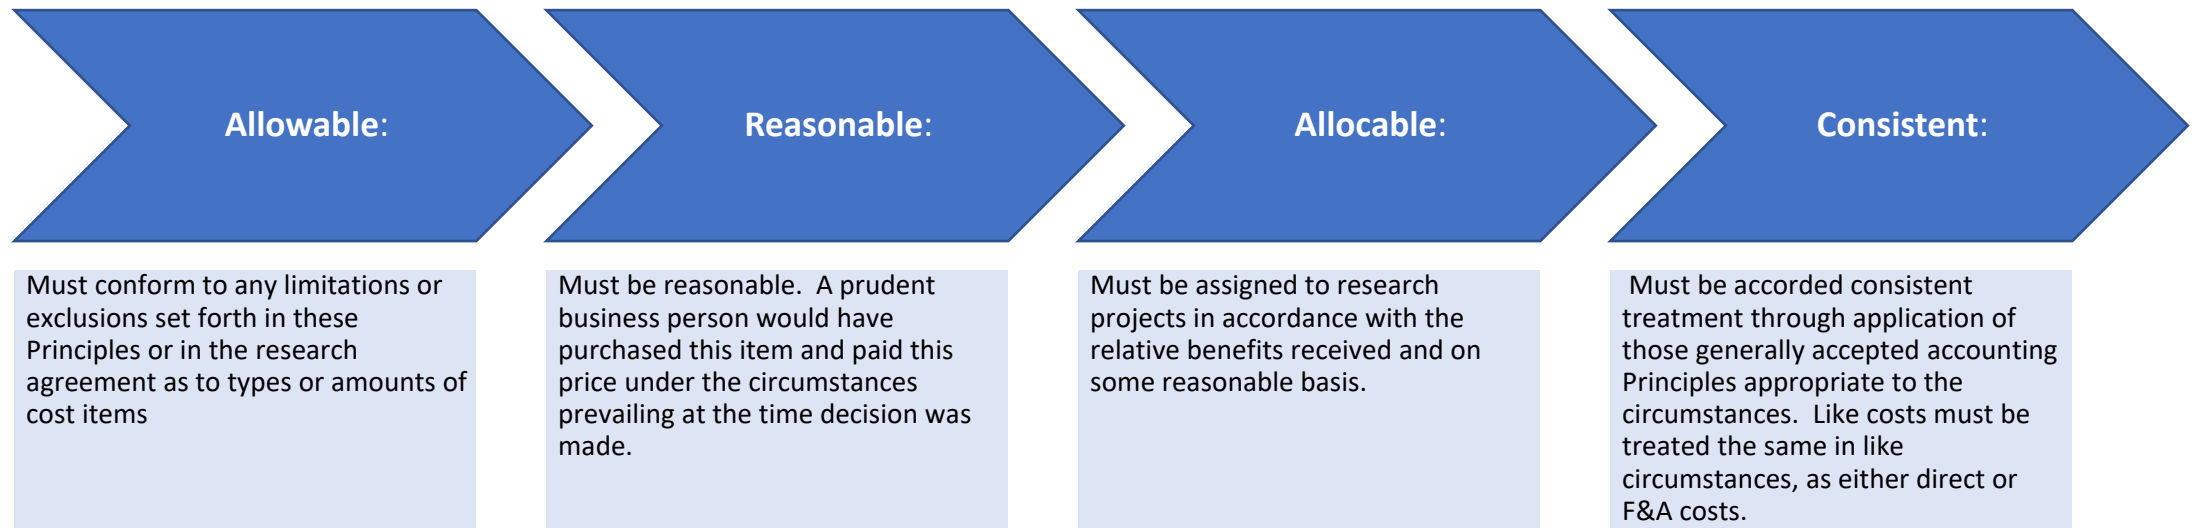 Allowable:
Must conform to any limitations or
exclusions set forth in these
Principles or in the research
agreement as to types or amounts of
cost items
Reasonable:
Must be reasonable.  A prudent
business person would have
purchased this item and paid this
price under the circumstances
prevailing at the time decision was
made.
Allocable:
Must be assigned to research
projects in accordance with the
relative benefits received and on
some reasonable basis.
Consistent:
Must be accorded consistent
treatment through application of
those generally accepted accounting
Principles appropriate to the
circumstances.  Like costs must be
treated the same in like
circumstances, as either direct or
F&A costs.